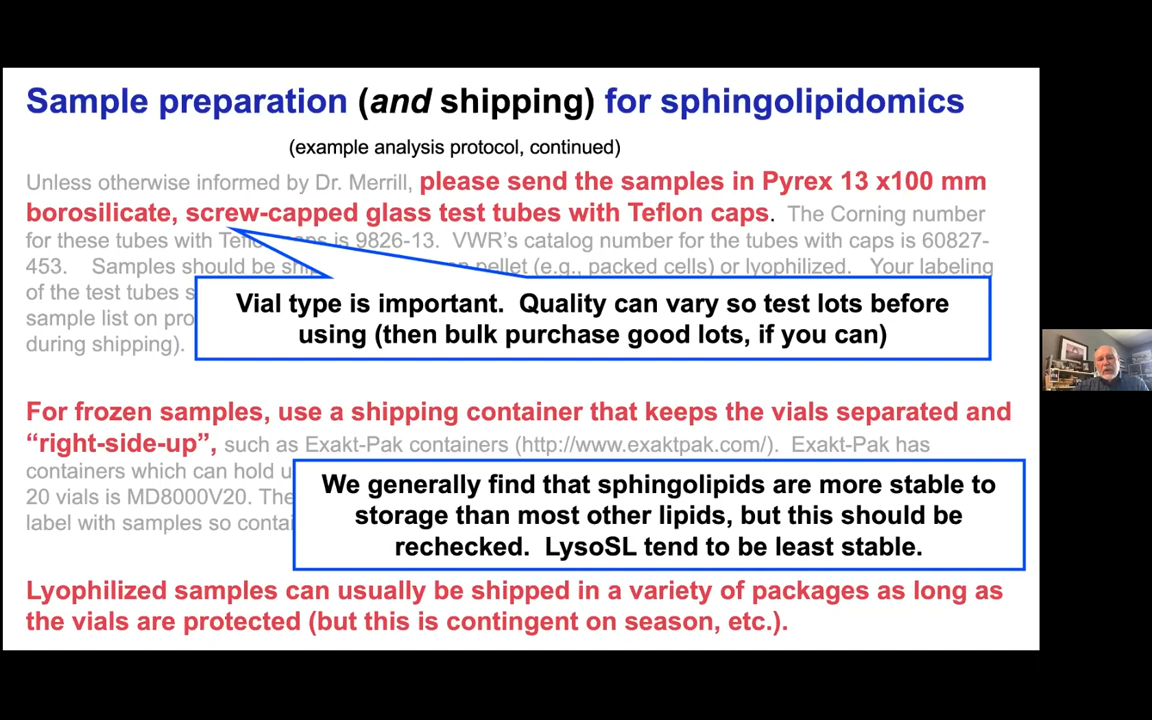 Sample preparation (and shipping) for sphingolipidomics
(example analysis protocol, continued)
Unless otherwise informed by Dr. Merrill, please send the samples in Pyrex 13 x100 mm
borosilicate, screw-capped glass test tubes with Teflon caps. The Corning number
for these tubes with Teflon caps is 9826-13. VWR's catalog number for the tubes with caps is 60827-
453. Samples should be pellet (e.g., packed cells) or lyophilized. Your labeling
of the test tubes
sample list on
during shipping).
Vial type is important. Quality can vary so test lots before
using (then bulk purchase good lots, if you can)
For frozen samples, use a shipping container that keeps the vials separated and
“right-side-up”, such as Exakt-Pak containers (http://www.exaktpak.com/). Exakt-Pak has
containers which can hold
20 vials is MD8000V20. The
label with samples so
We generally find that sphingolipids are more stable to
storage than most other lipids, but this should be
rechecked. LysoSL tend to be least stable.
Lyophilized samples can usually be shipped in a variety of packages as long as
the vials are protected (but this is contingent on season, etc.).